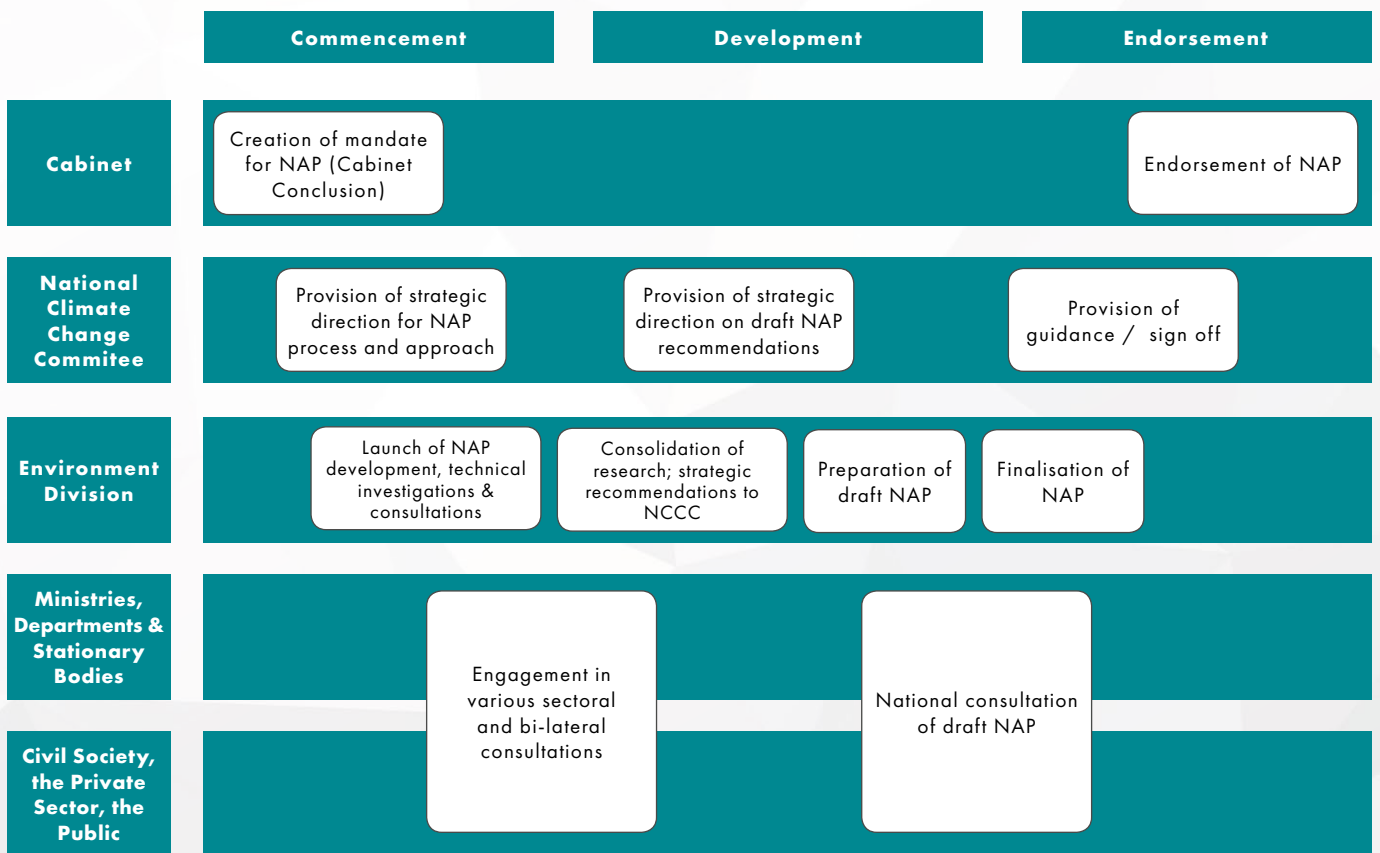 Commencement
Development
Endorsement
Cabinet
Creation of mandate
for NAP (Cabinet
Conclusion)
Endorsement of NAP
National
Climate
Change
Commitee
Provision of strategic
direction for NAP
process and approach
Provision of strategic
direction on draft NAP
recommendations
Provision of
guidance / sign off
Environment
Division
Launch of NAP
development, technical
investigations &
consultations
Consolidation of
research; strategic
recommendations to
NCCC
Preparation of
draft NAP
Finalisation of
NAP
Ministries,
Departments &
Stationary
Bodies
Engagement in
various sectoral
and bi-lateral
consultations
National consultation
of draft NAP
Civil Society,
the Private
Sector, the
Public